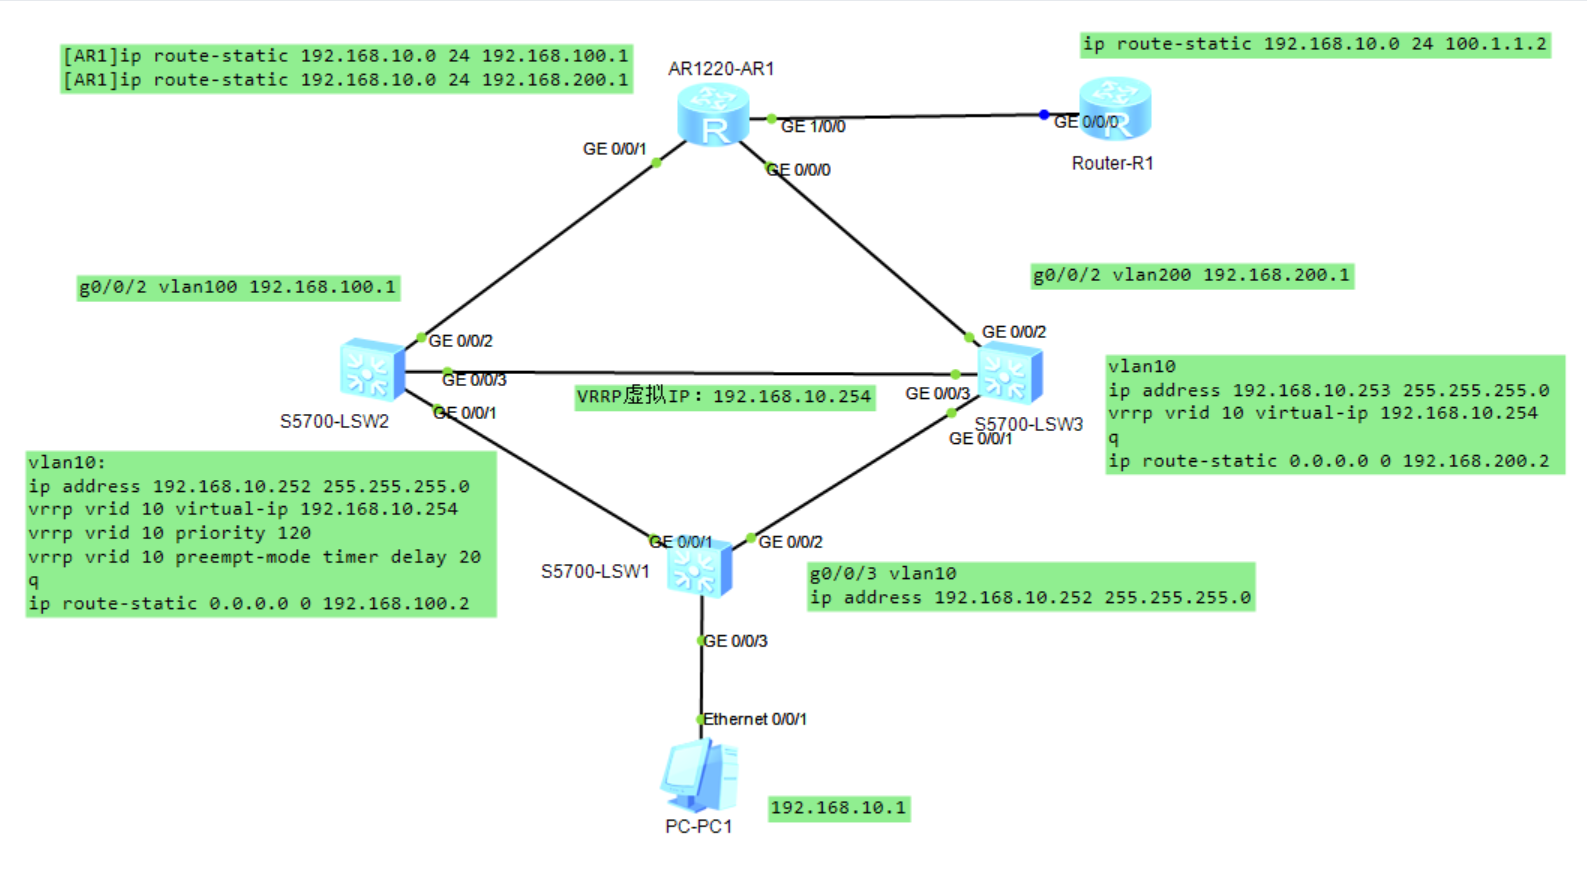 [AR1]ip route-static 192.168.10.0 24 192.168.100.1
[AR1]ip route-static 192.168.10.0 24 192.168.200.1
AR1220-AR1
ip route-static 192.168.10.0 24 100.1.1.2
R
GE 1/0/0
GE 0/0/0
R
Router-R1
GE 0/0/1
GE 0/0/0
g0/0/2 vlan100 192.168.100.1
g0/0/2 vlan200 192.168.200.1
GE 0/0/2
GE 0/0/2
GE 0/0/3
VRRP虚拟IP：192.168.10.254
GE 0/0/3
S5700-LSW2
GE 0/0/1
S5700-LSW3
GE 0/0/1
vlan10
ip address 192.168.10.253 255.255.255.0
vrrp vrid 10 virtual-ip 192.168.10.254
q
ip route-static 0.0.0.0 0 192.168.200.2
vlan10:
ip address 192.168.10.252 255.255.255.0
vrrp vrid 10 virtual-ip 192.168.10.254
vrrp vrid 10 priority 120
vrrp vrid 10 preempt-mode timer delay 20
q
ip route-static 0.0.0.0 0 192.168.100.2
GE 0/0/1
GE 0/0/2
S5700-LSW1
g0/0/3 vlan10
ip address 192.168.10.252 255.255.255.0
GE 0/0/3
Ethernet 0/0/1
192.168.10.1
PC-PC1